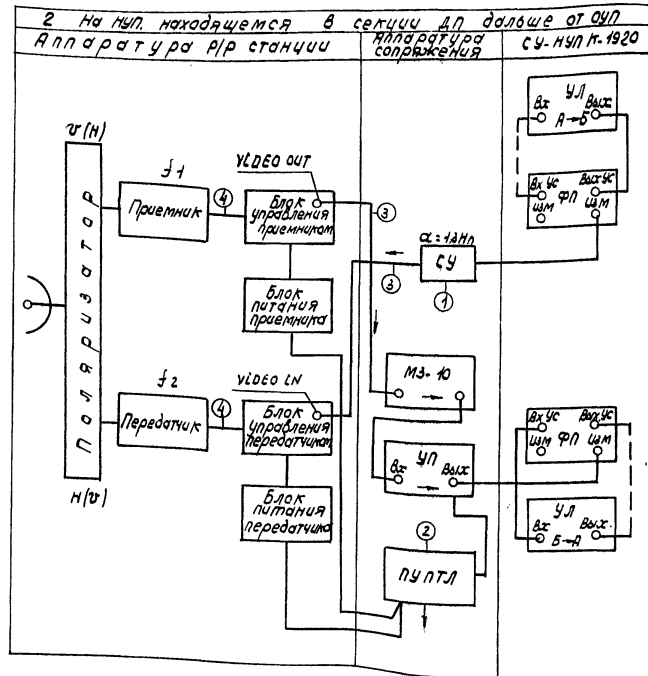 2 На НУП. находящемся в секции ДП дальше от ОУП
Аппаратура Р/Р станции
Аппаратура сопряжения
СУ-НУП К-1920
V(H)
Поляризатор
H(V)
f1
Приемник
4
VIDEO OUT
Блок управления приемником
Блок питания приемника
f2
Передатчик
4
VIDEO IN
Блок управления передатчиком
Блок питания передатчика
3
α=1,3Нп
СУ
3
1
МЗ-10
УП
Вх
Вых
2
ПУПТЛ
УЛ
Вх
Вых
А→Б
Вх Ус
Вых Ус
ФП
изм
изм
Вх Ус
Вых Ус
ФП
изм
изм
УЛ
Вх
Вых.
Б→А